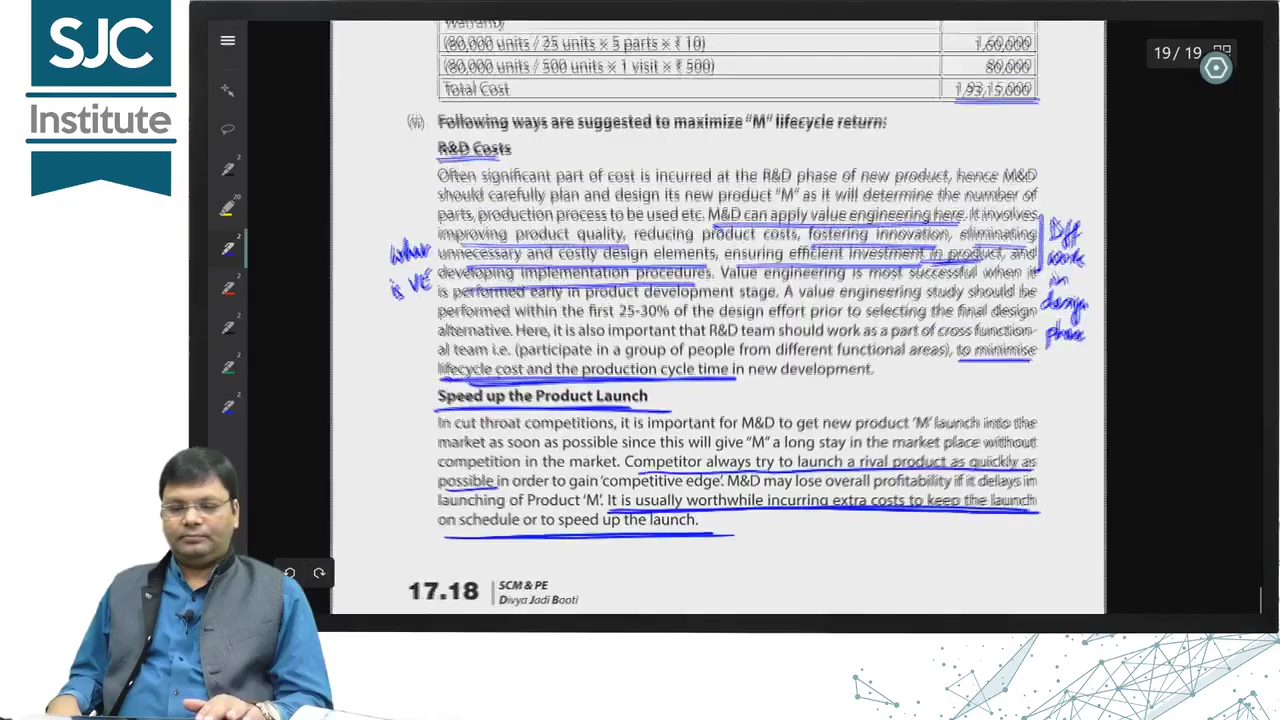 SJC
Institute
19 / 19
Warranty
(80,000 units / 25 units × 5 parts × ₹ 10) 1,60,000
(80,000 units / 500 units × 1 visit × ₹ 500) 80,000
Total Cost 1,93,15,000
(ii) Following ways are suggested to maximize "M" lifecycle return:
R&D Costs
Often significant part of cost is incurred at the R&D phase of new product, hence M&D
should carefully plan and design its new product "M" as it will determine the number of
parts, production process to be used etc. M&D can apply value engineering here. It involves
improving product quality, reducing product costs, fostering innovation, eliminating
unnecessary and costly design elements, ensuring efficient investment in product, and
developing implementation procedures. Value engineering is most successful when it
is performed early in product development stage. A value engineering study should be
performed within the first 25-30% of the design effort prior to selecting the final design
alternative. Here, it is also important that R&D team should work as a part of cross function-
al team i.e. (participate in a group of people from different functional areas), to minimise
lifecycle cost and the production cycle time in new development.
is VE
Diff
work
in
design
phase
Speed up the Product Launch
In cut throat competitions, it is important for M&D to get new product 'M' launch into the
market as soon as possible since this will give "M" a long stay in the market place without
competition in the market. Competitor always try to launch a rival product as quickly as
possible in order to gain 'competitive edge'. M&D may lose overall profitability if it delays in
launching of Product 'M'. It is usually worthwhile incurring extra costs to keep the launch
on schedule or to speed up the launch.
17.18
SCM & PE
Divya Jadi Booti